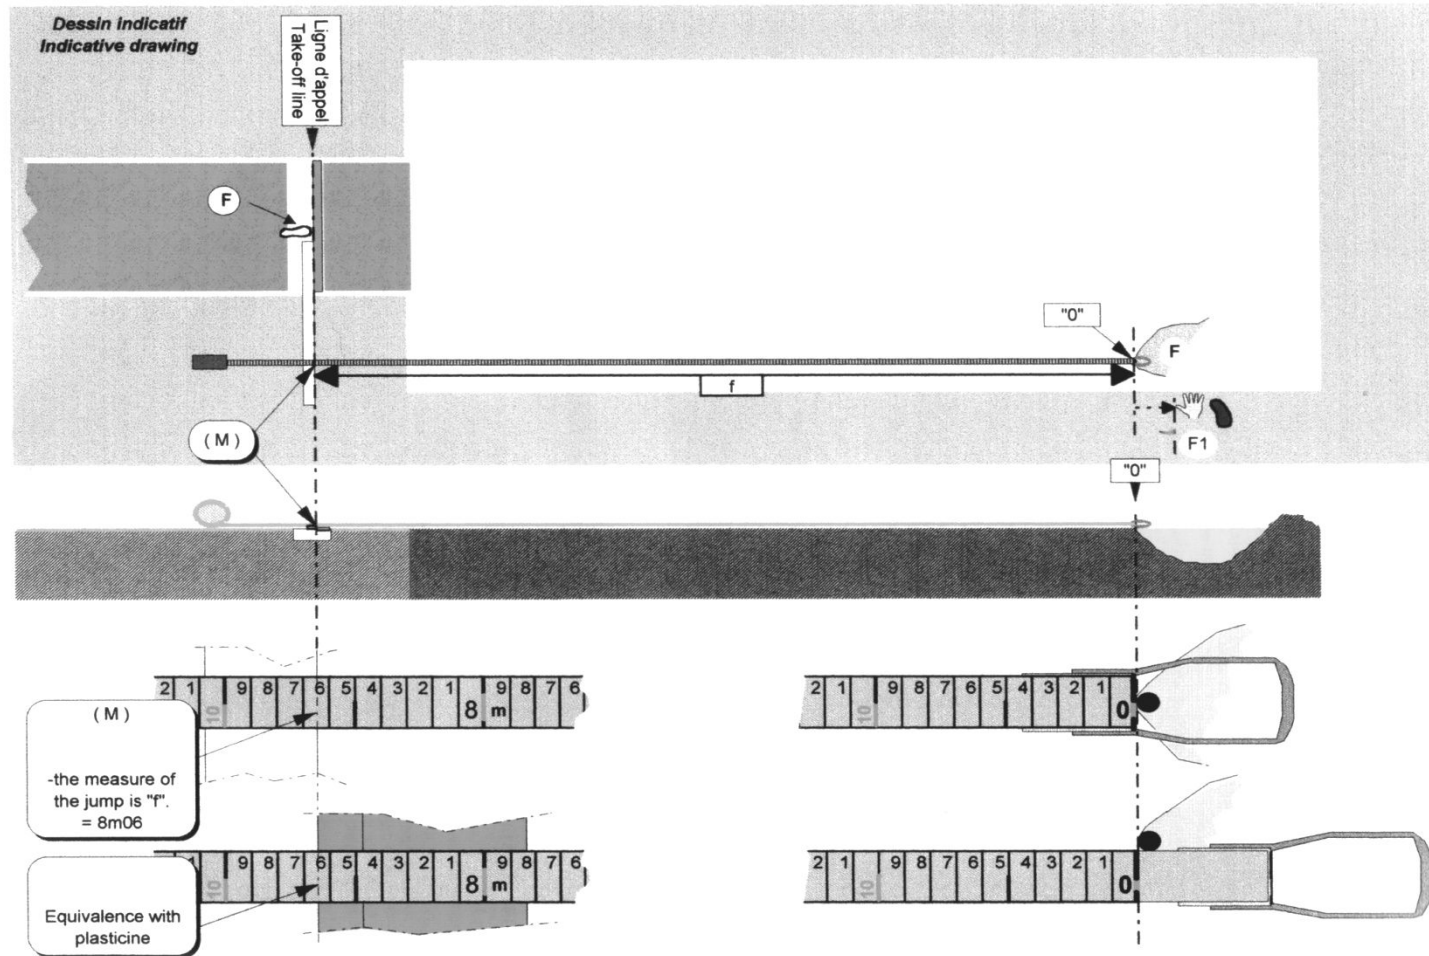 Dessin indicatif
Indicative drawing
Ligne d'appel
Take-off line
F
"0"
F
f
F1
( M )
"0"
2 1 10 9 8 7 6 5 4 3 2 1 8 m 9 8 7 6
2 1 10 9 8 7 6 5 4 3 2 1 0
( M )
-the measure of
the jump is "f".
= 8m06
2 1 10 9 8 7 6 5 4 3 2 1 8 m 9 8 7 6
2 1 10 9 8 7 6 5 4 3 2 1 0
Equivalence with
plasticine